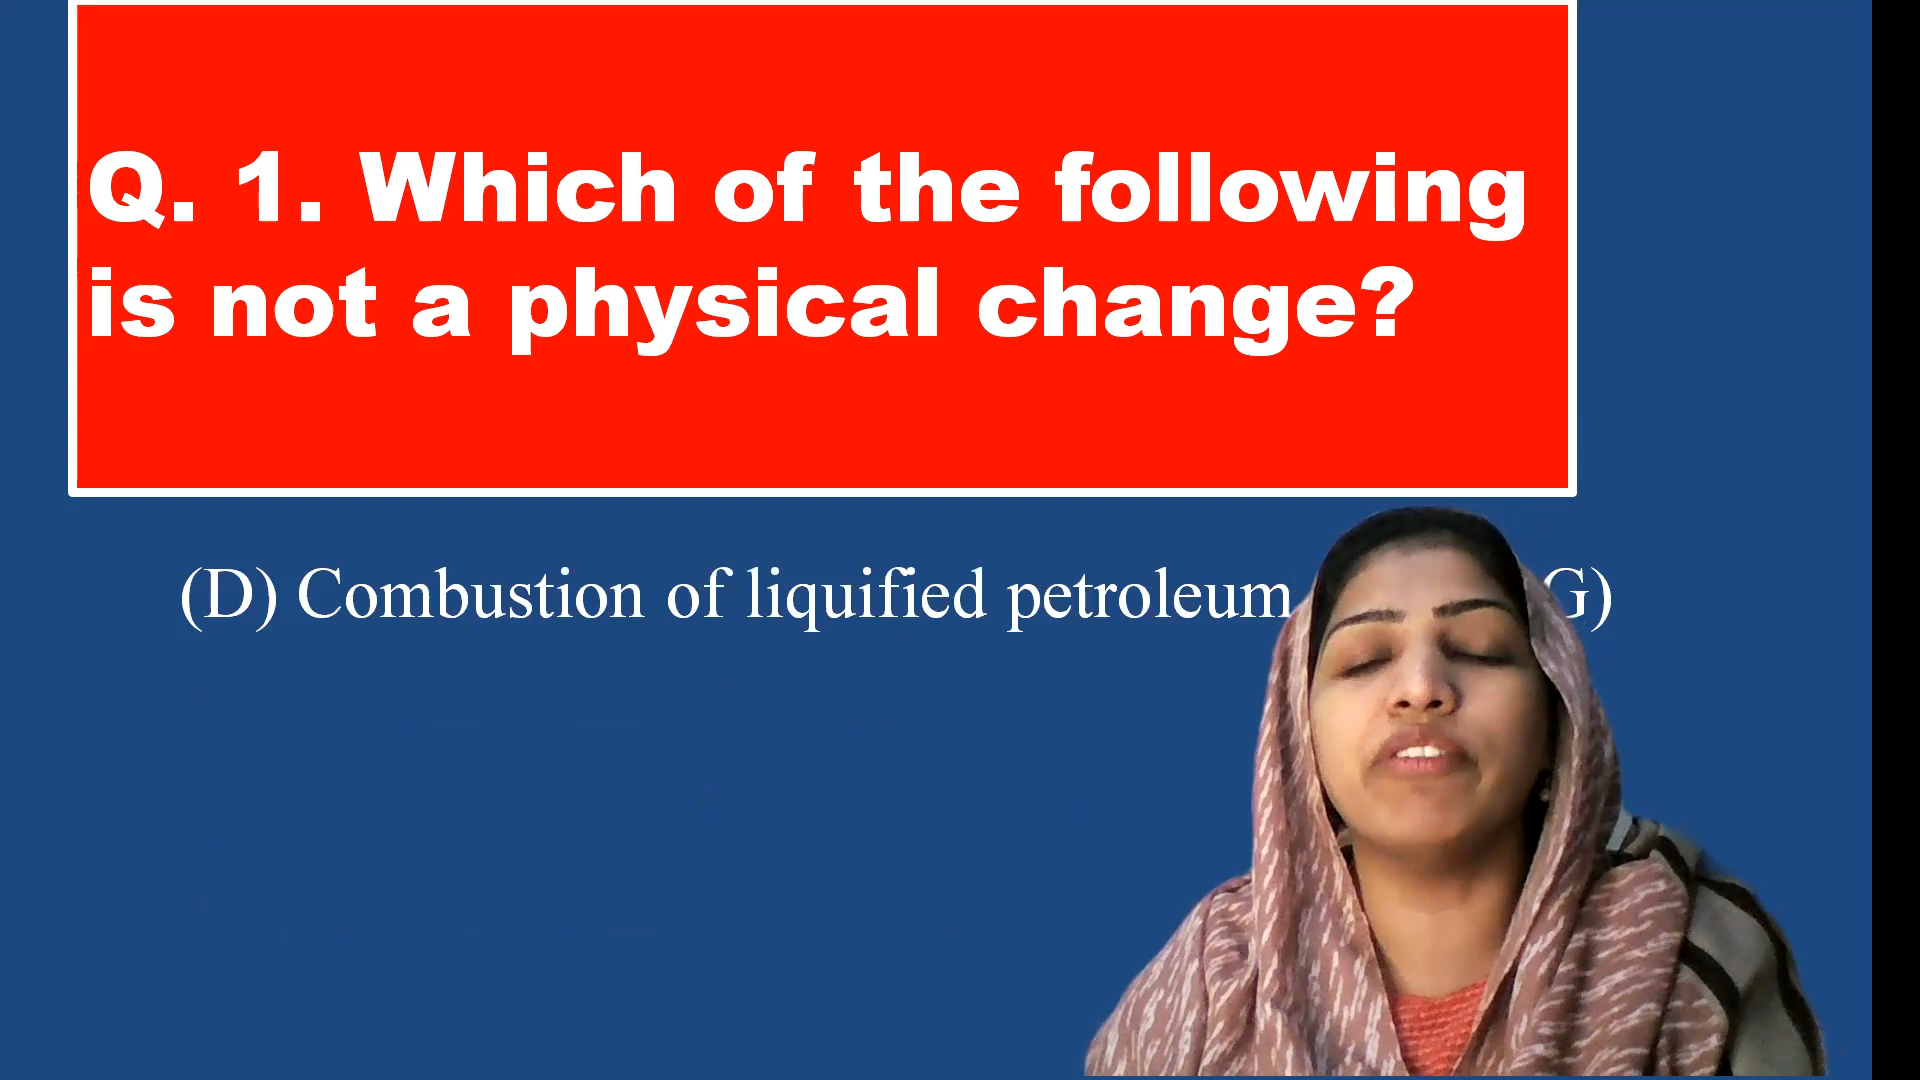 Q. 1. Which of the following
is not a physical change?
(D) Combustion of liquified petroleum G)